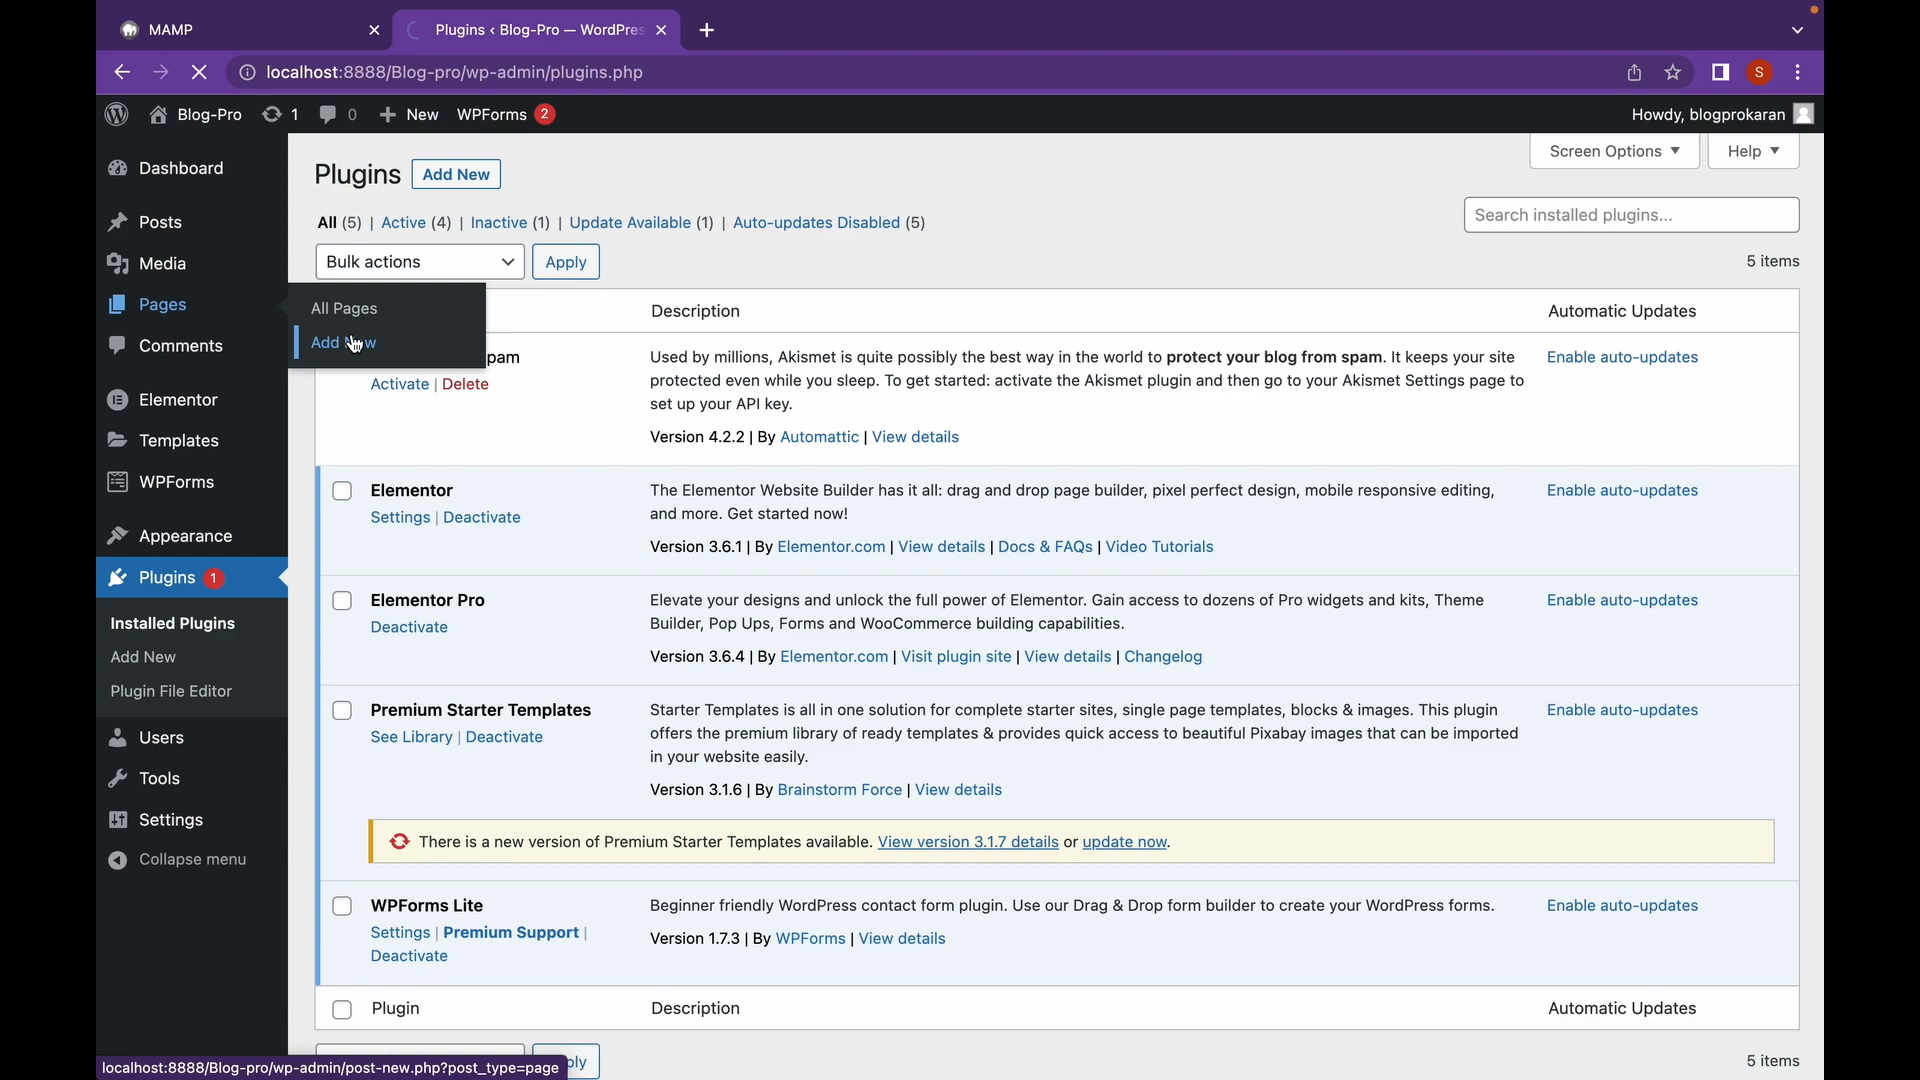 MAMP
Plugins ‹ Blog-Pro — WordPres
localhost:8888/Blog-pro/wp-admin/plugins.php
S
Blog-Pro 1 0 New WPForms 2
Howdy, blogprokaran
Dashboard
Posts
Media
Pages
Comments
Elementor
Templates
WPForms
Appearance
Plugins 1
Installed Plugins
Add New
Plugin File Editor
Users
Tools
Settings
Collapse menu
All Pages
Add
Screen Options
Help
Plugins
Add New
All (5) | Active (4) | Inactive (1) | Update Available (1) | Auto-updates Disabled (5)
Search installed plugins...
Bulk actions
Apply
5 items
Description
Automatic Updates
pam
Activate | Delete
Used by millions, Akismet is quite possibly the best way in the world to protect your blog from spam. It keeps your site
protected even while you sleep. To get started: activate the Akismet plugin and then go to your Akismet Settings page to
set up your API key.
Version 4.2.2 | By Automattic | View details
Enable auto-updates
Elementor
Settings | Deactivate
The Elementor Website Builder has it all: drag and drop page builder, pixel perfect design, mobile responsive editing,
and more. Get started now!
Version 3.6.1 | By Elementor.com | View details | Docs & FAQs | Video Tutorials
Enable auto-updates
Elementor Pro
Deactivate
Elevate your designs and unlock the full power of Elementor. Gain access to dozens of Pro widgets and kits, Theme
Builder, Pop Ups, Forms and WooCommerce building capabilities.
Version 3.6.4 | By Elementor.com | Visit plugin site | View details | Changelog
Enable auto-updates
Premium Starter Templates
See Library | Deactivate
Starter Templates is all in one solution for complete starter sites, single page templates, blocks & images. This plugin
offers the premium library of ready templates & provides quick access to beautiful Pixabay images that can be imported
in your website easily.
Version 3.1.6 | By Brainstorm Force | View details
Enable auto-updates
There is a new version of Premium Starter Templates available. View version 3.1.7 details or update now.
WPForms Lite
Settings | Premium Support |
Deactivate
Beginner friendly WordPress contact form plugin. Use our Drag & Drop form builder to create your WordPress forms.
Version 1.7.3 | By WPForms | View details
Enable auto-updates
Plugin
Description
Automatic Updates
ply
5 items
localhost:8888/Blog-pro/wp-admin/post-new.php?post_type=page